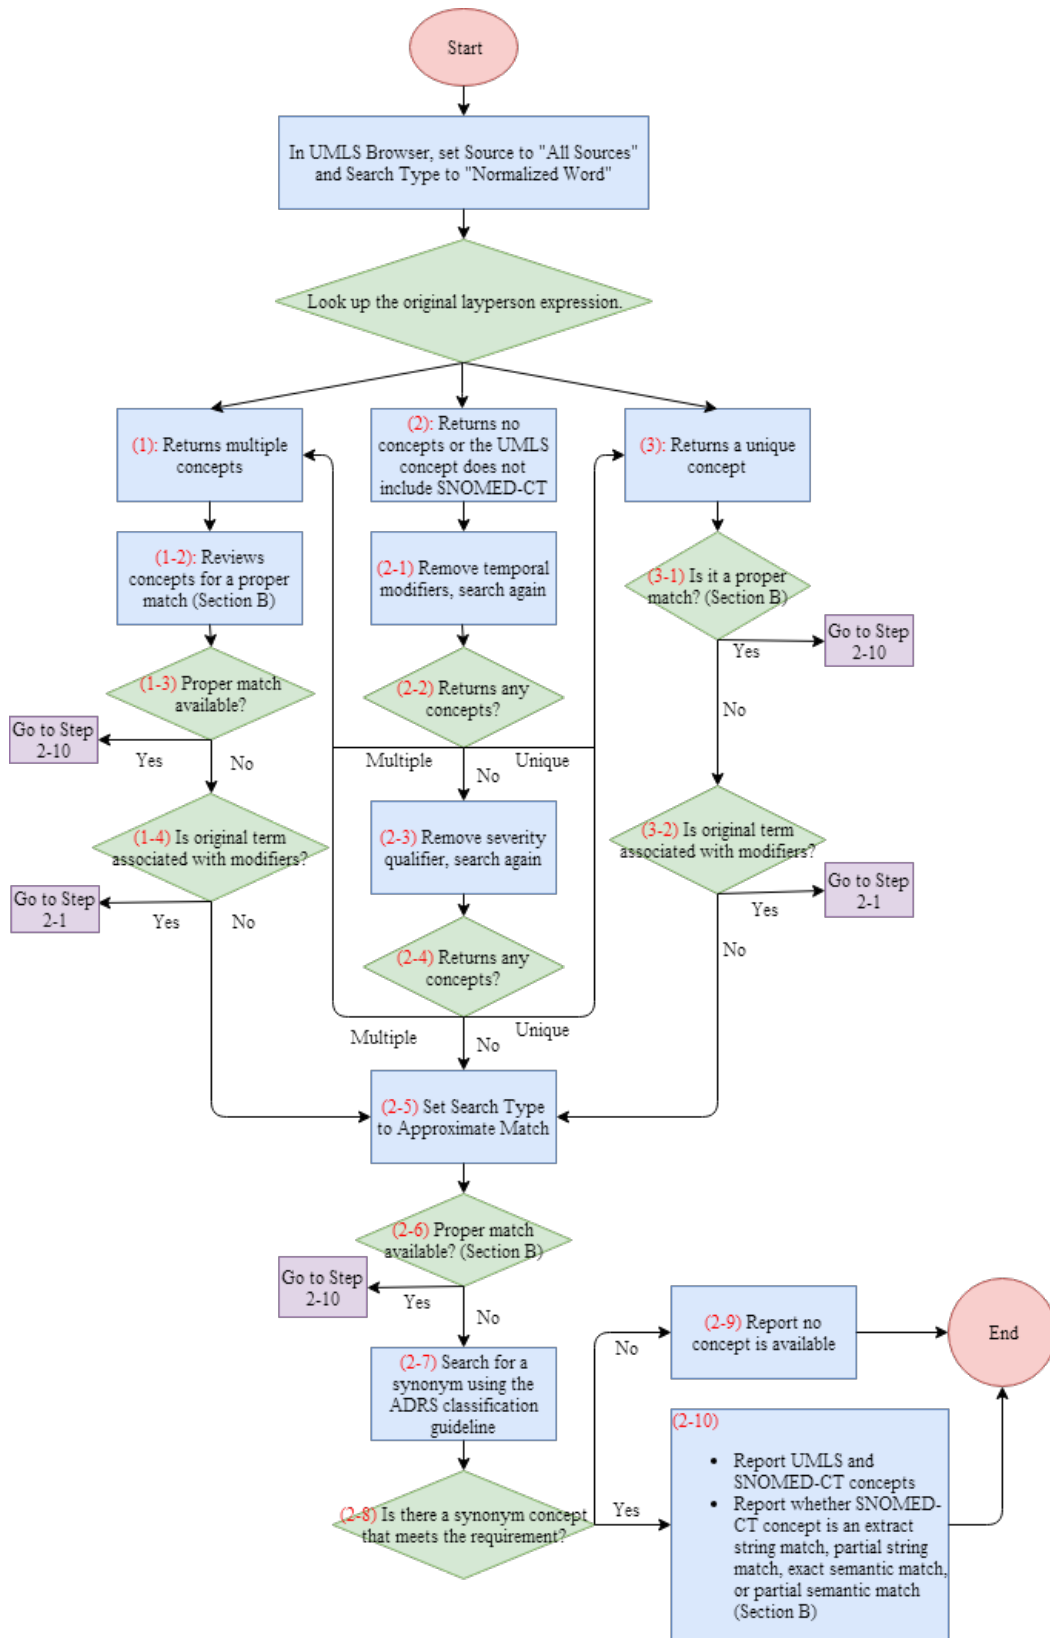 Start
In UMLS Browser, set Source to "All Sources"
and Search Type to "Normalized Word"
Look up the original layperson expression.
(1): Returns multiple
concepts
(2): Returns no
concepts or the UMLS
concept does not
include SNOMED-CT
(3): Returns a unique
concept
(1-2): Reviews
concepts for a proper
match (Section B)
(2-1) Remove temporal
modifiers, search again
(3-1) Is it a proper
match? (Section B)
Yes
Go to Step
2-10
No
(1-3) Proper match
available?
Go to Step
2-10
Yes
No
(2-2) Returns any
concepts?
Multiple
Unique
No
(1-4) Is original term
associated with modifiers?
Go to Step
2-1
Yes
No
(2-3) Remove severity
qualifier, search again
(3-2) Is original term
associated with modifiers?
Go to Step
2-1
Yes
No
(2-4) Returns any
concepts?
Multiple
Unique
No
(2-5) Set Search Type
to Approximate Match
(2-6) Proper match
available? (Section B)
Go to Step
2-10
Yes
No
(2-7) Search for a
synonym using the
ADRS classification
guideline
(2-8) Is there a synonym concept
that meets the requirement?
No
Yes
(2-9) Report no
concept is available
End
(2-10)
• Report UMLS and
SNOMED-CT concepts
• Report whether SNOMED-
CT concept is an extract
string match, partial string
match, exact semantic match,
or partial semantic match
(Section B)